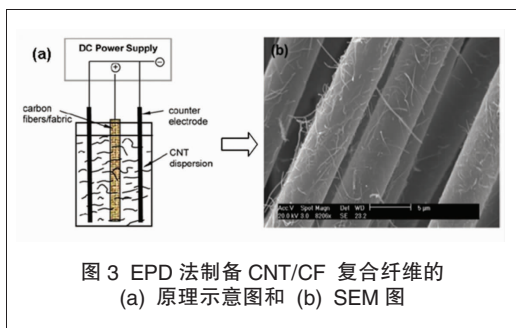 (a)
DC Power Supply
⊕
⊖
carbon
fibers/fabric
counter
electrode
CNT
dispersion
(b)
Acc.V Spot Magn Det WD 5 μm
20.0 kV 3.0 8206x SE 23.2
图 3 EPD 法制备 CNT/CF 复合纤维的
(a) 原理示意图和 (b) SEM 图